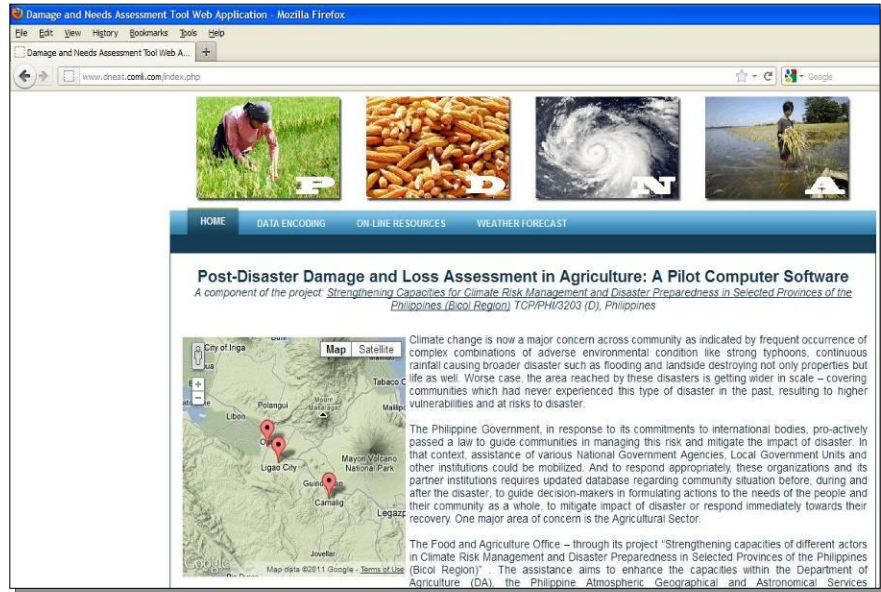 Damage and Needs Assessment Tool Web Application - Mozilla Firefox
File Edit View History Bookmarks Tools Help
Damage and Needs Assessment Tool Web A... +
www.dneat.comli.com/index.php
Google
P D N A
HOME DATA ENCODING ON-LINE RESOURCES WEATHER FORECAST
Post-Disaster Damage and Loss Assessment in Agriculture: A Pilot Computer Software
A component of the project: Strengthening Capacities for Climate Risk Management and Disaster Preparedness in Selected Provinces of the
Philippines (Bicol Region) TCP/PHI/3203 (D), Philippines
City of Iriga
Map Satellite
Tabaco C
Polangui
Mount
Malilipo
Libon
Ligao City
Mayon Volcano
National Park
Camalig
Legazp
Jovellar
Google
Map data ©2011 Google - Terms of Use
Climate change is now a major concern across community as indicated by frequent occurrence of
complex combinations of adverse environmental condition like strong typhoons, continuous
rainfall causing broader disaster such as flooding and landside destroying not only properties but
life as well. Worse case, the area reached by these disasters is getting wider in scale – covering
communities which had never experienced this type of disaster in the past, resulting to higher
vulnerabilities and at risks to disaster.
The Philippine Government, in response to its commitments to international bodies, pro-actively
passed a law to guide communities in managing this risk and mitigate the impact of disaster. In
that context, assistance of various National Government Agencies, Local Government Units and
other institutions could be mobilized. And to respond appropriately, these organizations and its
partner institutions requires updated database regarding community situation before, during and
after the disaster, to guide decision-makers in formulating actions to the needs of the people and
their community as a whole, to mitigate impact of disaster or respond immediately towards their
recovery. One major area of concern is the Agricultural Sector.
The Food and Agriculture Office – through its project “Strengthening capacities of different actors
in Climate Risk Management and Disaster Preparedness in Selected Provinces of the Philippines
(Bicol Region)” . The assistance aims to enhance the capacities within the Department of
Agriculture (DA), the Philippine Atmospheric Geographical and Astronomical Services